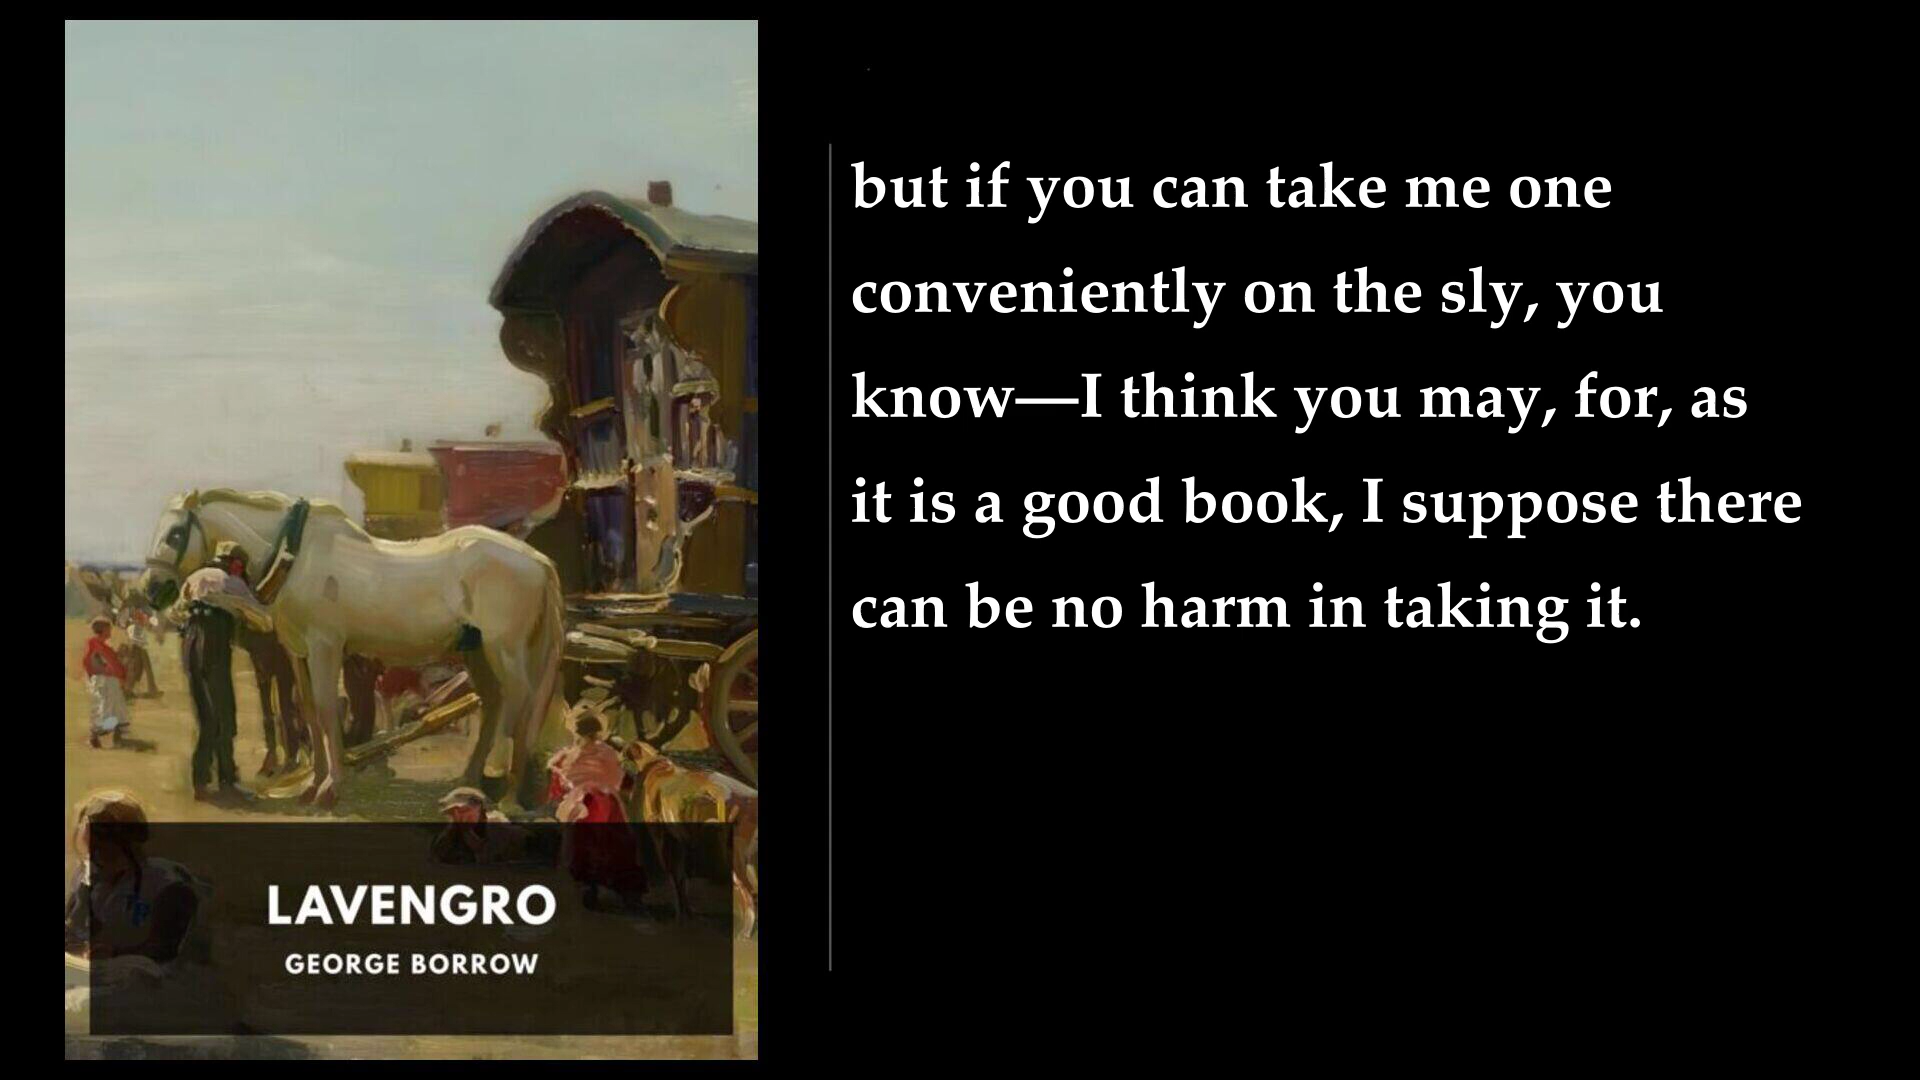 but if you can take me one
conveniently on the sly, you
know—I think you may, for, as
it is a good book, I suppose there
can be no harm in taking it.
LAVENGRO
GEORGE BORROW